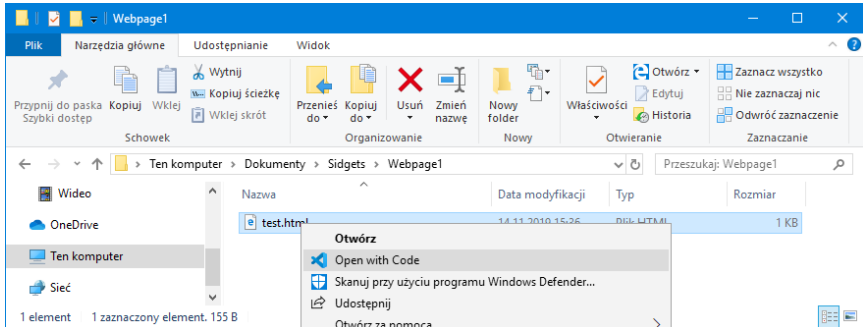 Webpage1
Plik Narzędzia główne Udostępnianie Widok
Przypnij do paska Szybki dostęp
Kopiuj
Wklej
Wytnij
Kopiuj ścieżkę
Wklej skrót
Schowek
Przenieś do
Kopiuj do
Usuń
Zmień nazwę
Organizowanie
Nowy folder
Nowy
Właściwości
Otwórz
Edytuj
Historia
Otwieranie
Zaznacz wszystko
Nie zaznaczaj nic
Odwróć zaznaczenie
Zaznaczanie
Ten komputer > Dokumenty > Sidgets > Webpage1
Przeszukaj: Webpage1
Wideo
OneDrive
Ten komputer
Sieć
Nazwa Data modyfikacji Typ Rozmiar
test.html 14.11.2019 15:36 Plik HTML 1 KB
Otwórz
Open with Code
Skanuj przy użyciu programu Windows Defender...
Udostępnij
Otwórz za pomocą
1 element 1 zaznaczony element. 155 B